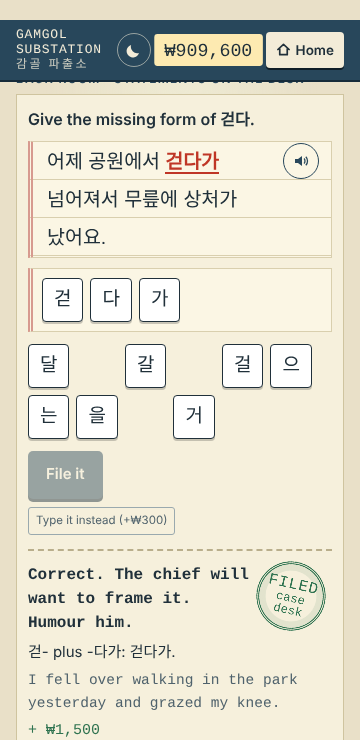 GAMGOL
SUBSTATION
감골 파출소
₩909,600
Home
Give the missing form of 걷다.
어제 공원에서 걷다가
넘어져서 무릎에 상처가
났어요.
걷 다 가
달 갈 걸 으
는 을 거
File it
Type it instead (+₩300)
Correct. The chief will
want to frame it.
Humour him.
FILED
case
desk
걷- plus -다가: 걷다가.
I fell over walking in the park
yesterday and grazed my knee.
+ ₩1,500